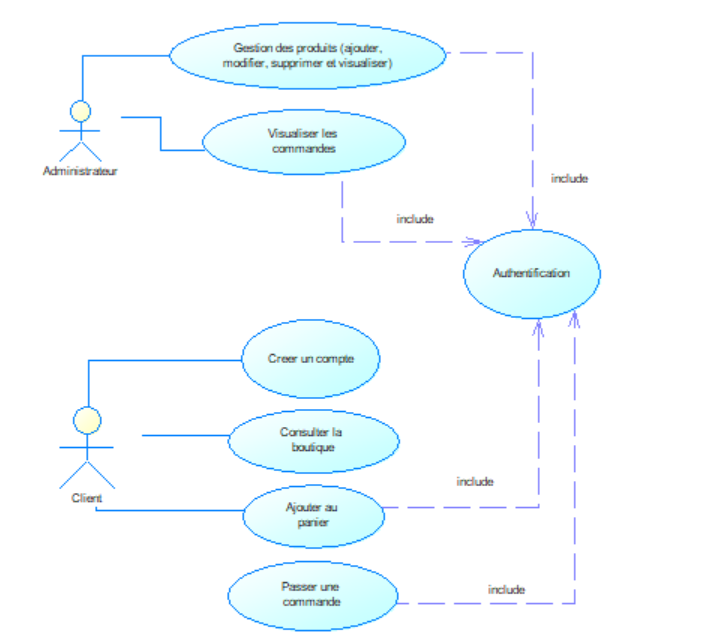 Gestion des produits (ajouter,
modifier, supprimer et visualiser)
Visualiser les
commandes
Administrateur
include
include
Authentification
Creer un compte
Consulter la
boutique
Client
include
Ajouter au
panier
Passer une
commande
include